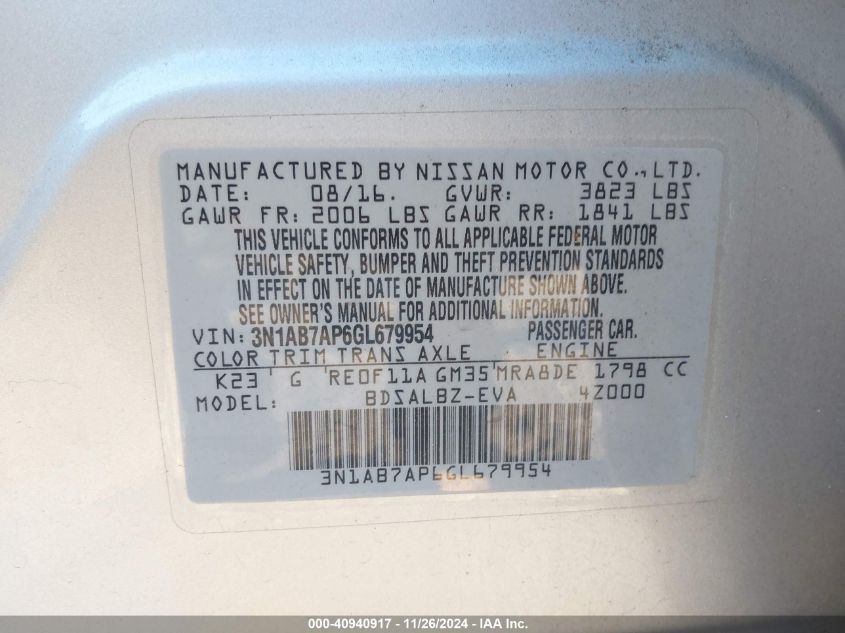 MANUFACTURED BY NISSAN MOTOR CO., LTD.
DATE: 08/16. GVWR: 3823 LBS
GAWR FR: 2006 LBS GAWR RR: 1841 LBS
THIS VEHICLE CONFORMS TO ALL APPLICABLE FEDERAL MOTOR
VEHICLE SAFETY, BUMPER AND THEFT PREVENTION STANDARDS
IN EFFECT ON THE DATE OF MANUFACTURE SHOWN ABOVE.
SEE OWNER'S MANUAL FOR ADDITIONAL INFORMATION.
VIN: 3N1AB7AP6GL679954 PASSENGER CAR.
COLOR TRIM TRANS AXLE ENGINE
K23 G RE0F11A GM35 MRA8DE 1798 CC
MODEL: BDSALBZ-EVA 4Z000
3N1AB7AP6GL679954
000-40940917 - 11/26/2024 - IAA Inc.